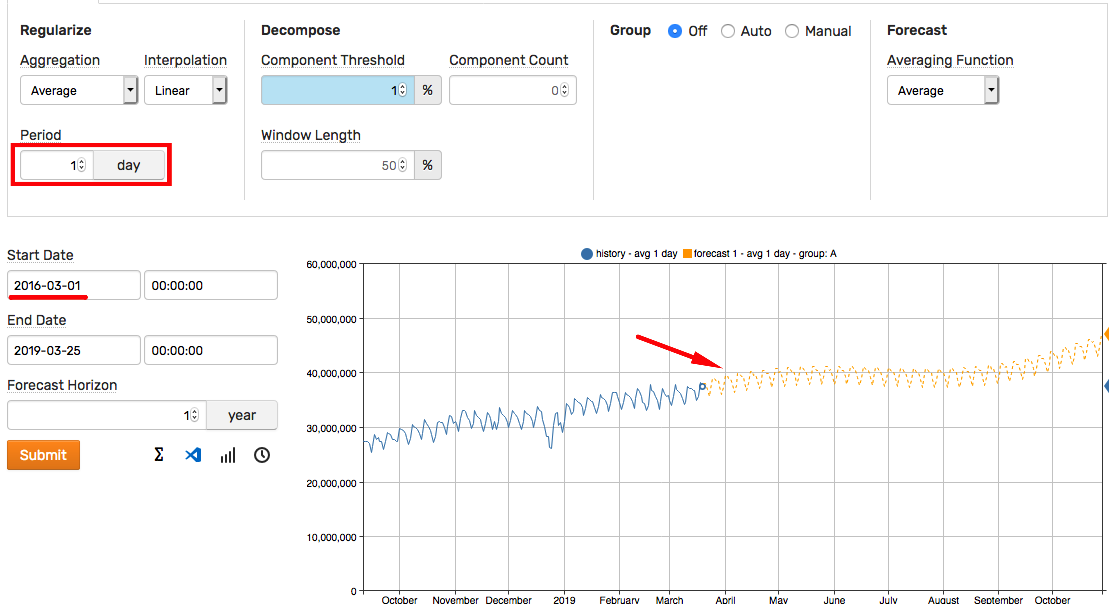 Regularize
Aggregation Interpolation
Average Linear
Period
1 day
Decompose
Component Threshold Component Count
1 % 0
Window Length
50 %
Group Off Auto Manual
Forecast
Averaging Function
Average
Start Date
2016-03-01 00:00:00
End Date
2019-03-25 00:00:00
Forecast Horizon
1 year
Submit Σ
history - avg 1 day forecast 1 - avg 1 day - group: A
60,000,000
50,000,000
40,000,000
30,000,000
20,000,000
10,000,000
0
October November December 2019 February March April May June July August September October